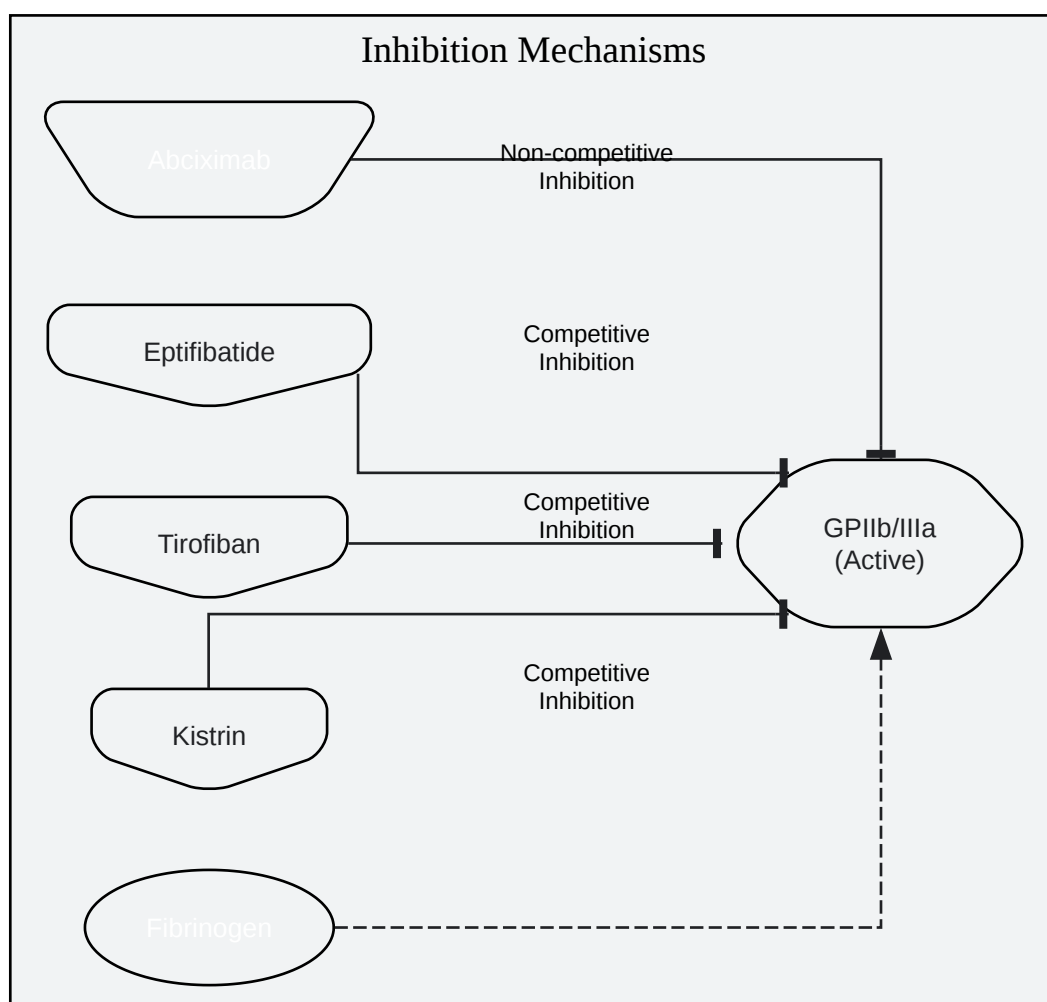 Inhibition Mechanisms
Abciximab
Non-competitive
Inhibition
Eptifibatide
Competitive
Inhibition
Tirofiban
Competitive
Inhibition
GPIIb/IIIa
(Active)
Kistrin
Competitive
Inhibition
Fibrinogen